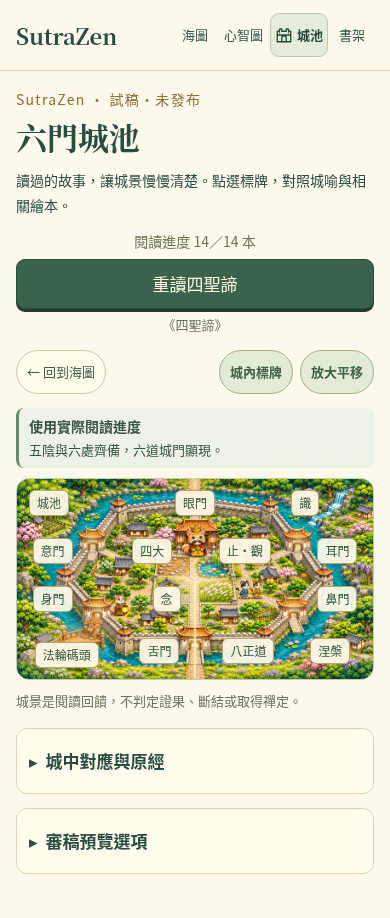 SutraZen
海圖
心智圖
城池
書架
SutraZen ・ 試稿・未發布
六門城池
讀過的故事，讓城景慢慢清楚。點選標牌，對照城喻與相
關繪本。
閱讀進度 14／14 本
重讀四聖諦
《四聖諦》
← 回到海圖
城內標牌
放大平移
使用實際閱讀進度
五陰與六處齊備，六道城門顯現。
城池
眼門
識
意門
四大
止・觀
耳門
身門
念
鼻門
法輪碼頭
舌門
八正道
涅槃
城景是閱讀回饋，不判定證果、斷結或取得禪定。
▸ 城中對應與原經
▸ 審稿預覽選項